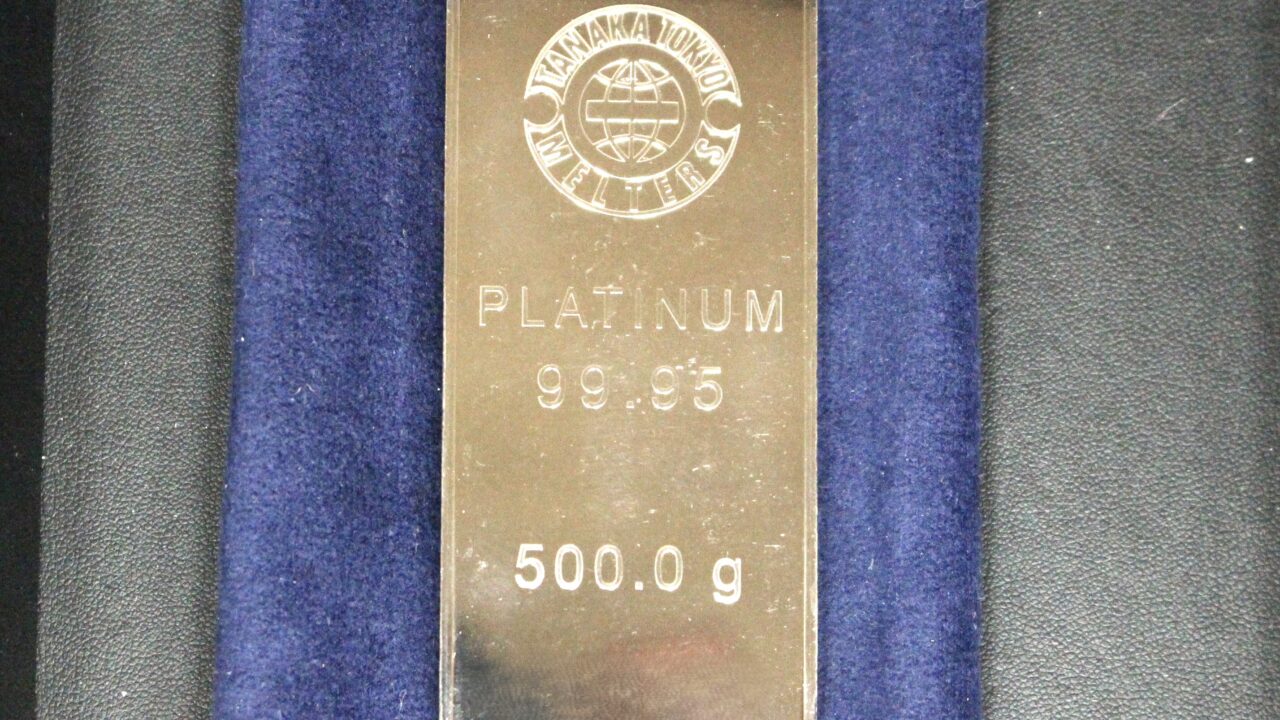 TANAKA TOKYO
MELTERS
PLATINUM
99.95
500.0 g